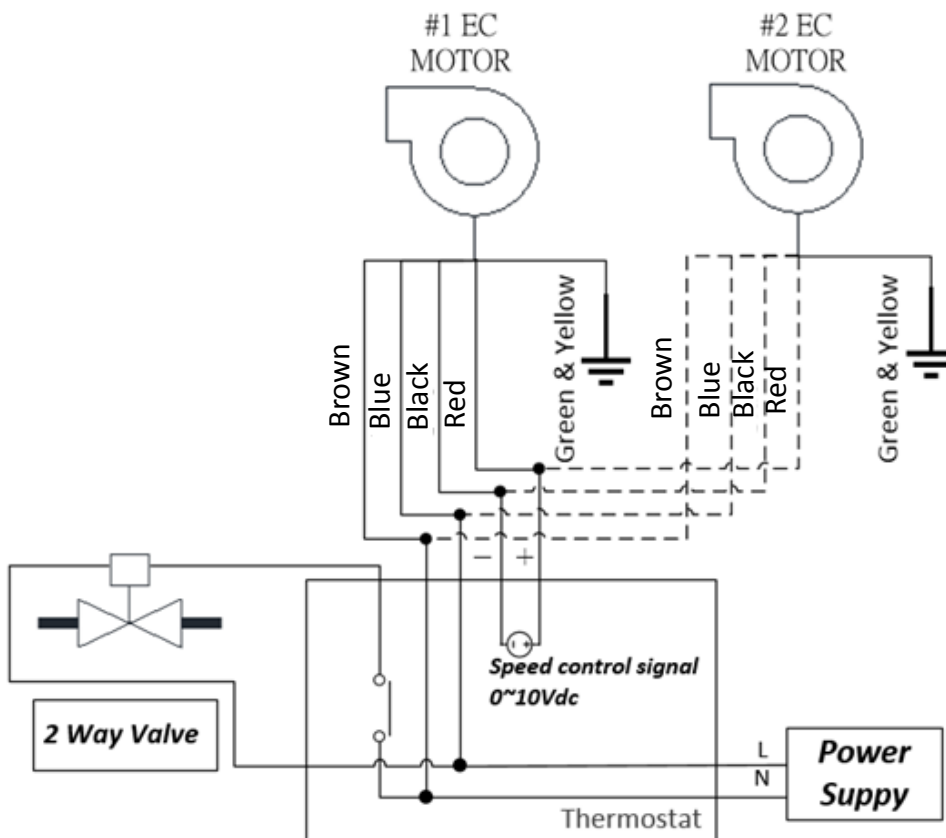 #1 EC
MOTOR
#2 EC
MOTOR
Brown
Blue
Black
Red
Green & Yellow
Brown
Blue
Black
Red
Green & Yellow
− +
Speed control signal
0~10Vdc
2 Way Valve
L
N
Power
Suppy
Thermostat